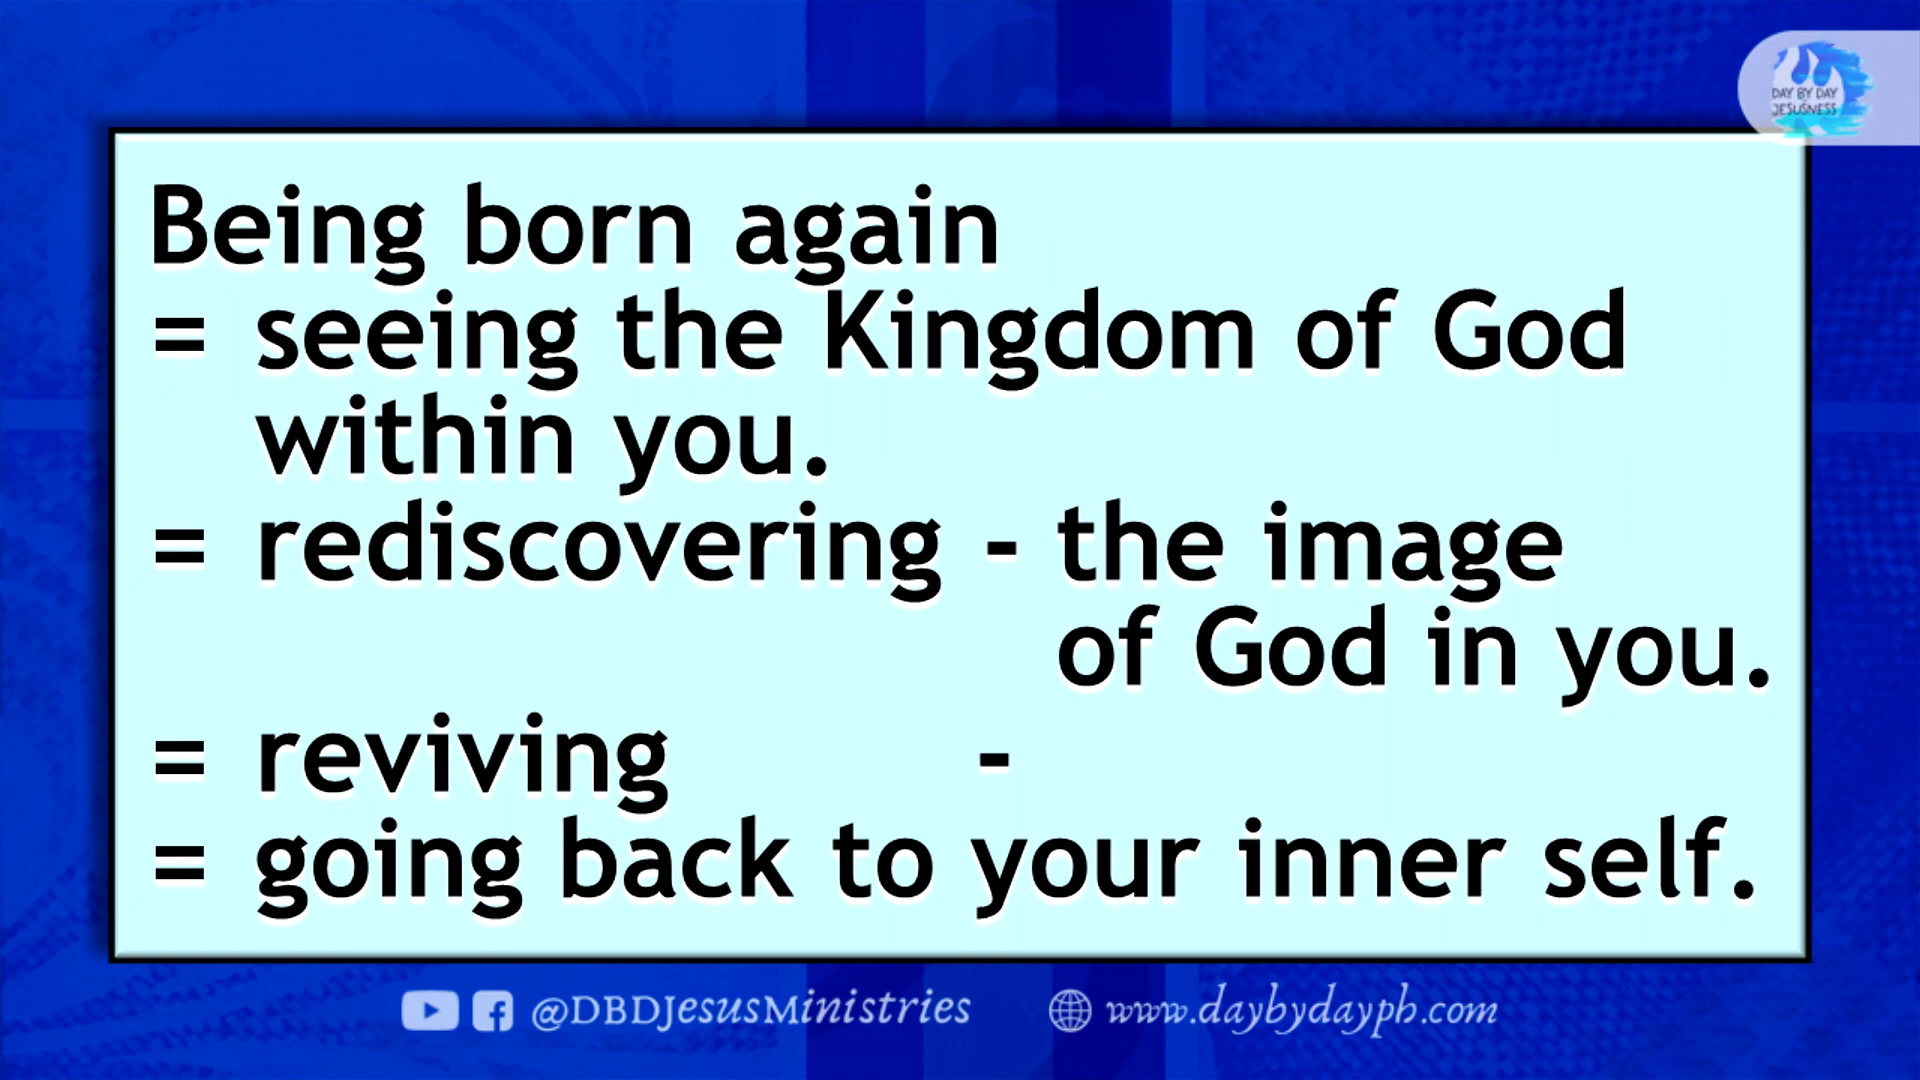 DAY BY DAY
JESUSNESS
Being born again
= seeing the Kingdom of God
within you.
= rediscovering - the image
of God in you.
= reviving -
= going back to your inner self.
@DBDJesusMinistries www.daybydayph.com